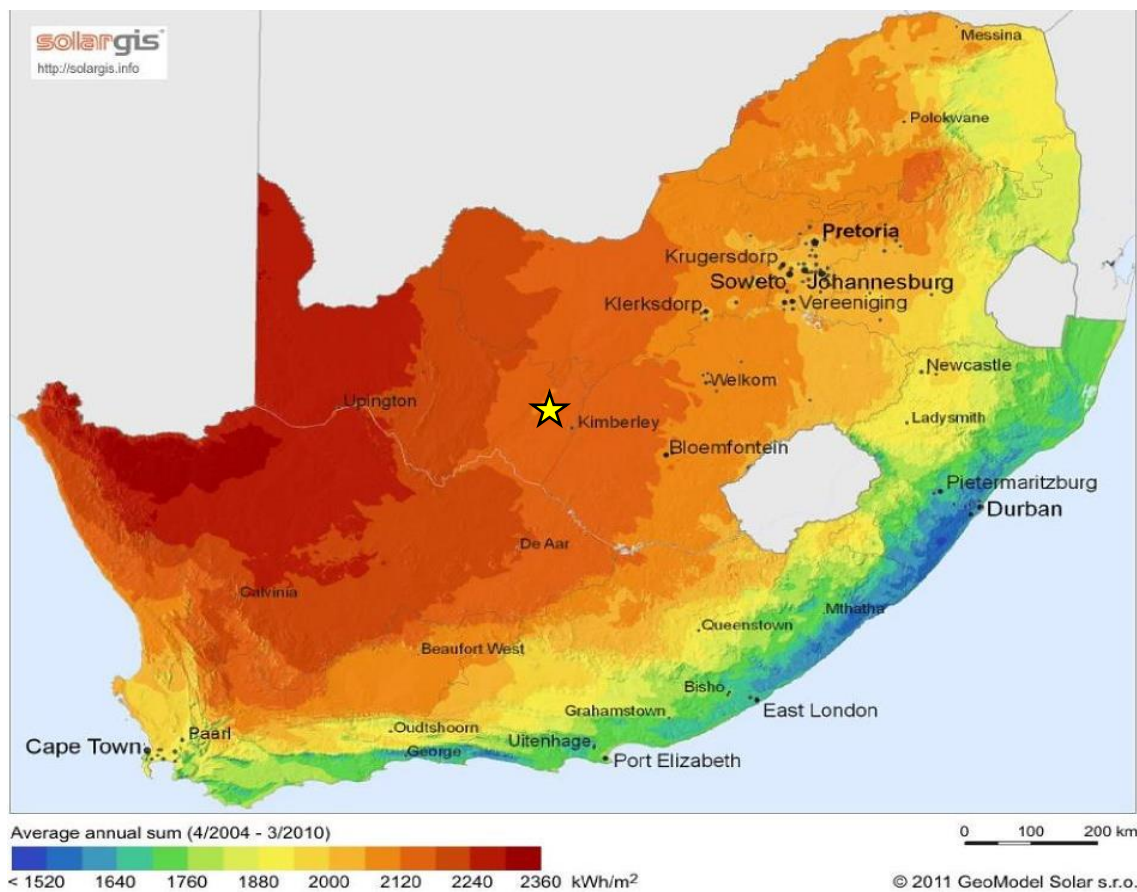 solargis
http://solargis.info
Messina
Polokwane
Pretoria
Krugersdorp
Soweto
Johannesburg
Klerksdorp
Vereeniging
Newcastle
Welkom
Upington
Ladysmith
Kimberley
Bloemfontein
Pietermaritzburg
Durban
De Aar
Calvinia
Mthatha
Queenstown
Beaufort West
Bisho
Grahamstown
East London
Oudtshoorn
Paarl
Cape Town
George
Uitenhage
Port Elizabeth
Average annual sum (4/2004 - 3/2010)
0 100 200 km
< 1520 1640 1760 1880 2000 2120 2240 2360 kWh/m²
© 2011 GeoModel Solar s.r.o.